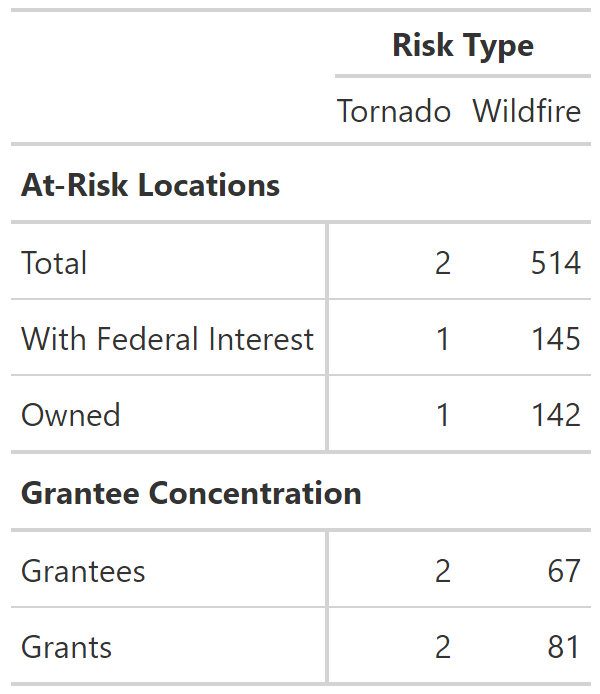 Risk Type
Tornado Wildfire
At-Risk Locations
Total 2 514
With Federal Interest 1 145
Owned 1 142
Grantee Concentration
Grantees 2 67
Grants 2 81